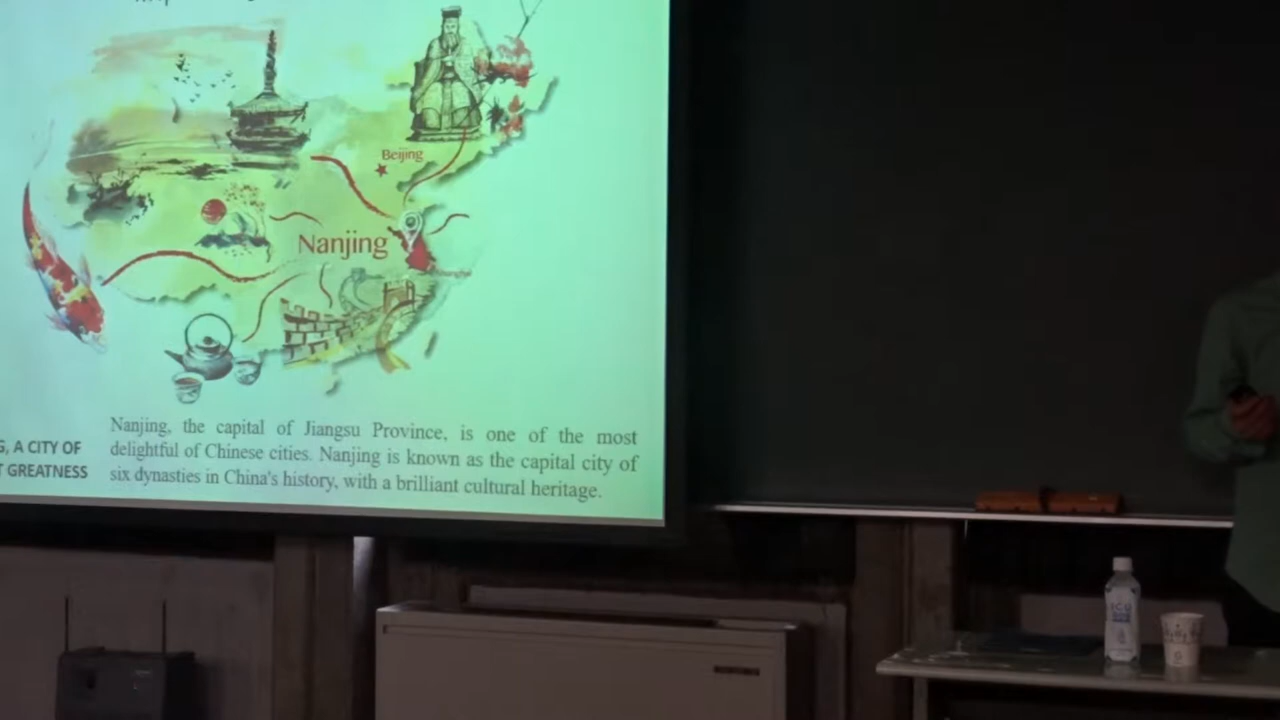 Beijing
Nanjing
Nanjing, the capital of Jiangsu Province, is one of the most
delightful of Chinese cities. Nanjing is known as the capital city of
six dynasties in China's history, with a brilliant cultural heritage.
, A CITY OF
GREATNESS
ICU